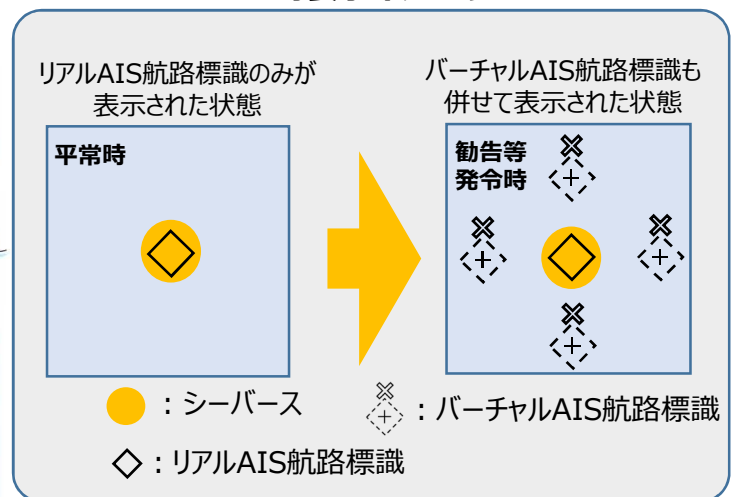 リアルAIS航路標識のみが
表示された状態
バーチャルAIS航路標識も
併せて表示された状態
平常時
勧告等
発令時
：シーバース
：バーチャルAIS航路標識
：リアルAIS航路標識